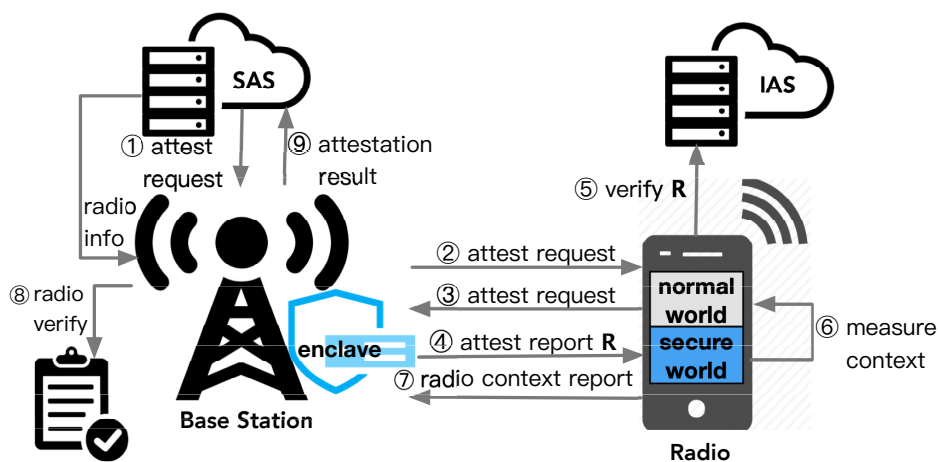 SAS
IAS
① attest
request
⑨ attestation
result
radio
info
⑤ verify R
② attest request
③ attest request
④ attest report R
⑦ radio context report
normal
world
secure
world
⑥ measure
context
⑧ radio
verify
enclave
Base Station
Radio